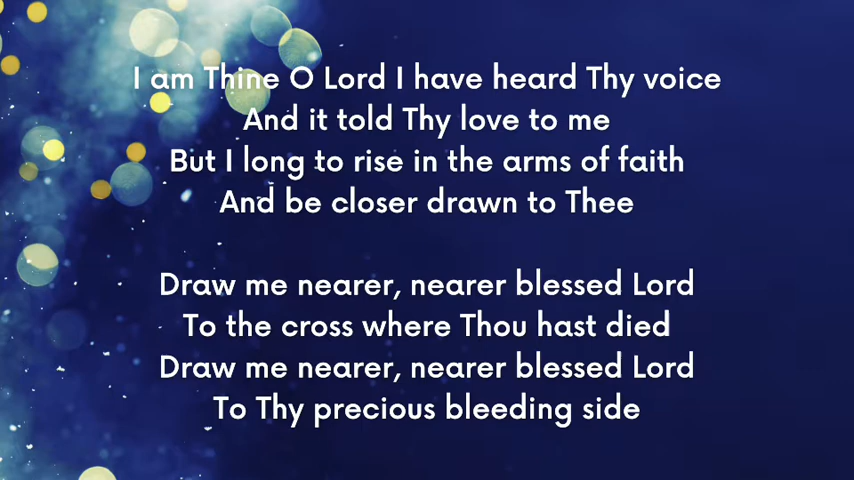 I am Thine O Lord I have heard Thy voice
And it told Thy love to me
But I long to rise in the arms of faith
And be closer drawn to Thee
Draw me nearer, nearer blessed Lord
To the cross where Thou hast died
Draw me nearer, nearer blessed Lord
To Thy precious bleeding side